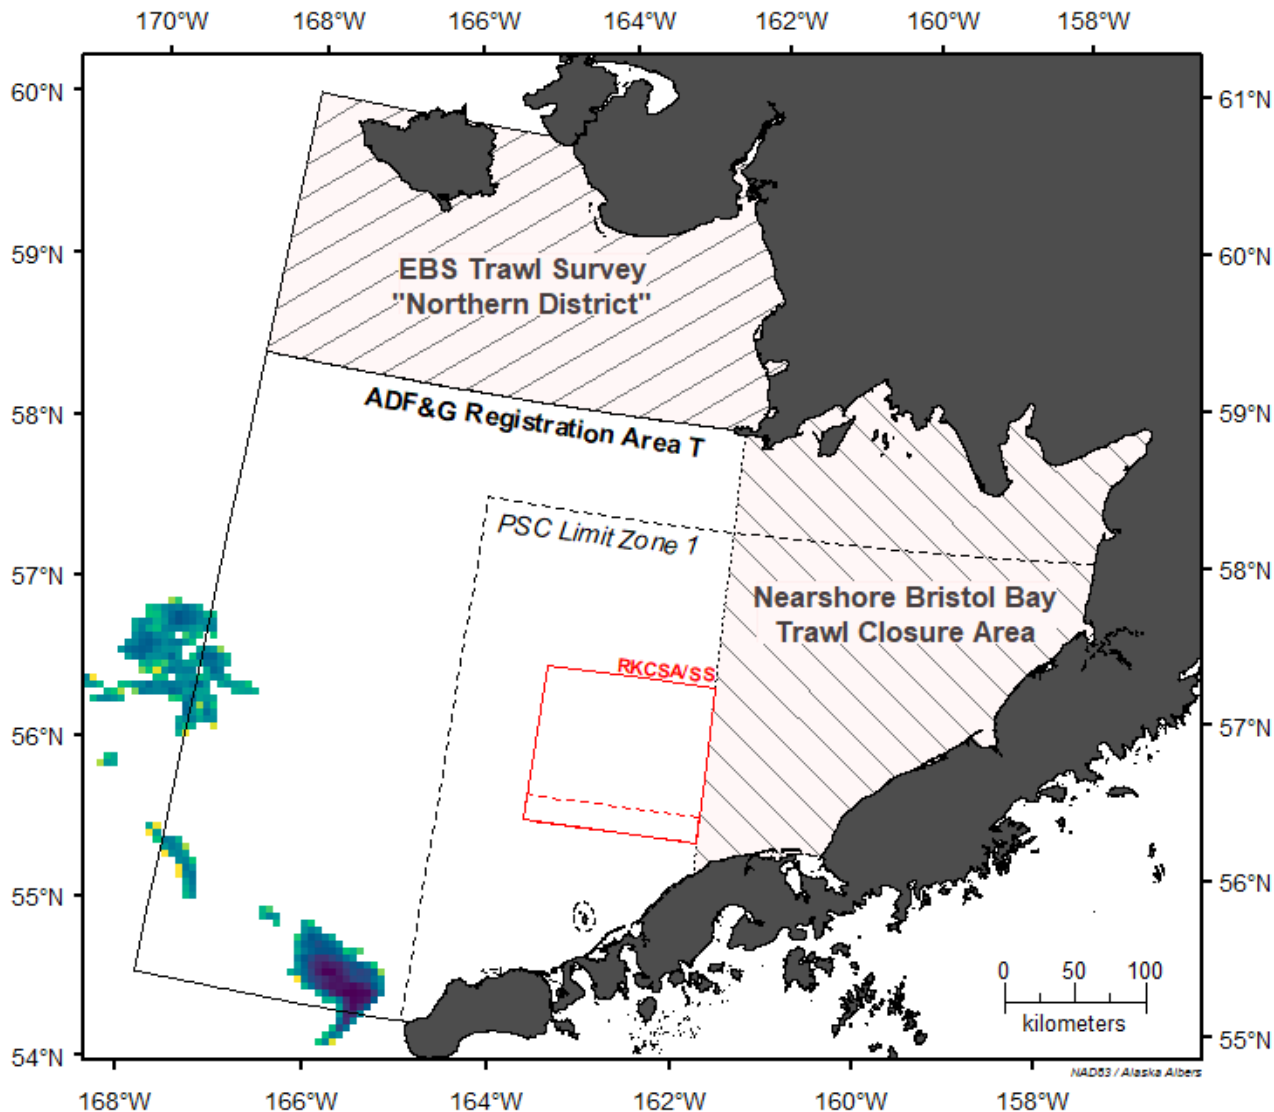 170°W 168°W 166°W 164°W 162°W 160°W 158°W
60°N
61°N
EBS Trawl Survey
"Northern District"
59°N
60°N
58°N
59°N
ADF&G Registration Area T
PSC Limit Zone 1
57°N
58°N
Nearshore Bristol Bay
Trawl Closure Area
RKCSA/SS
56°N
57°N
55°N
56°N
0 50 100
kilometers
54°N
55°N
NAD83 / Alaska Albers
168°W 166°W 164°W 162°W 160°W 158°W